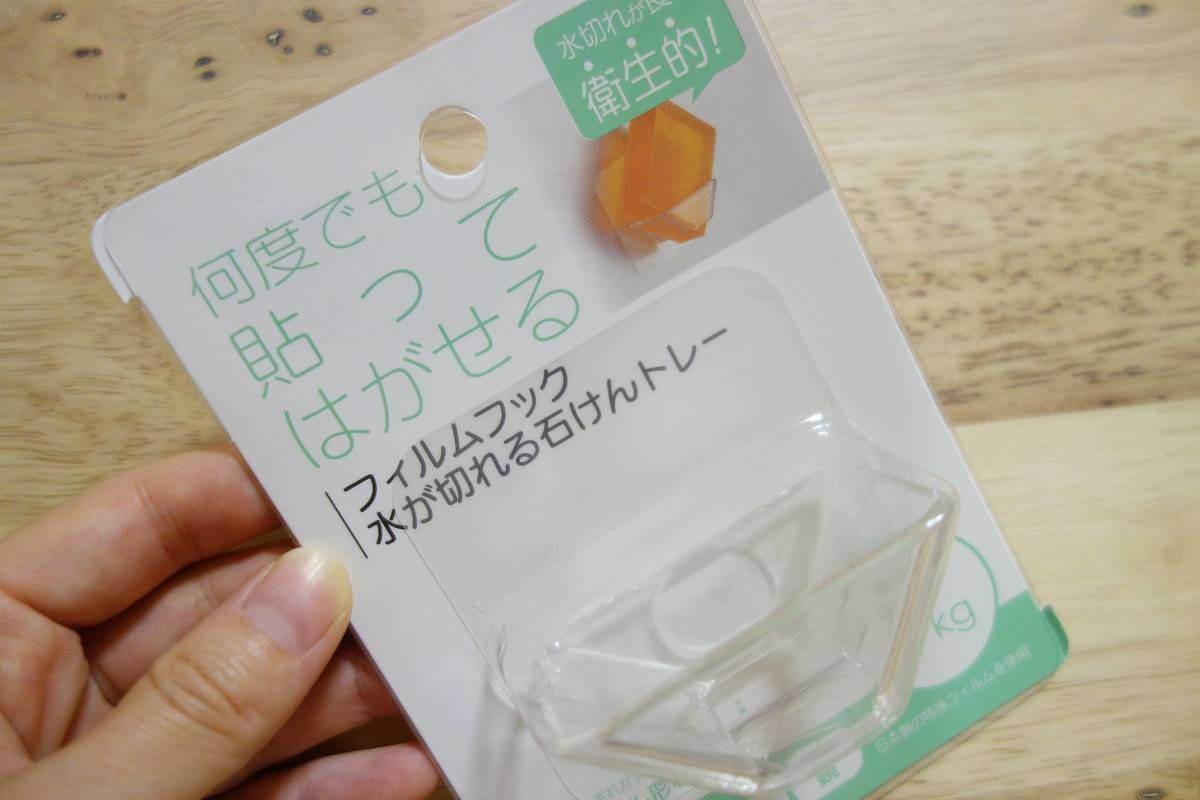 水切れが良
衛生的!
何度でも
貼って
はがせる
フィルムフック
水が切れる石けんトレー
kg
日本製の特殊フィルムを使用
鏡